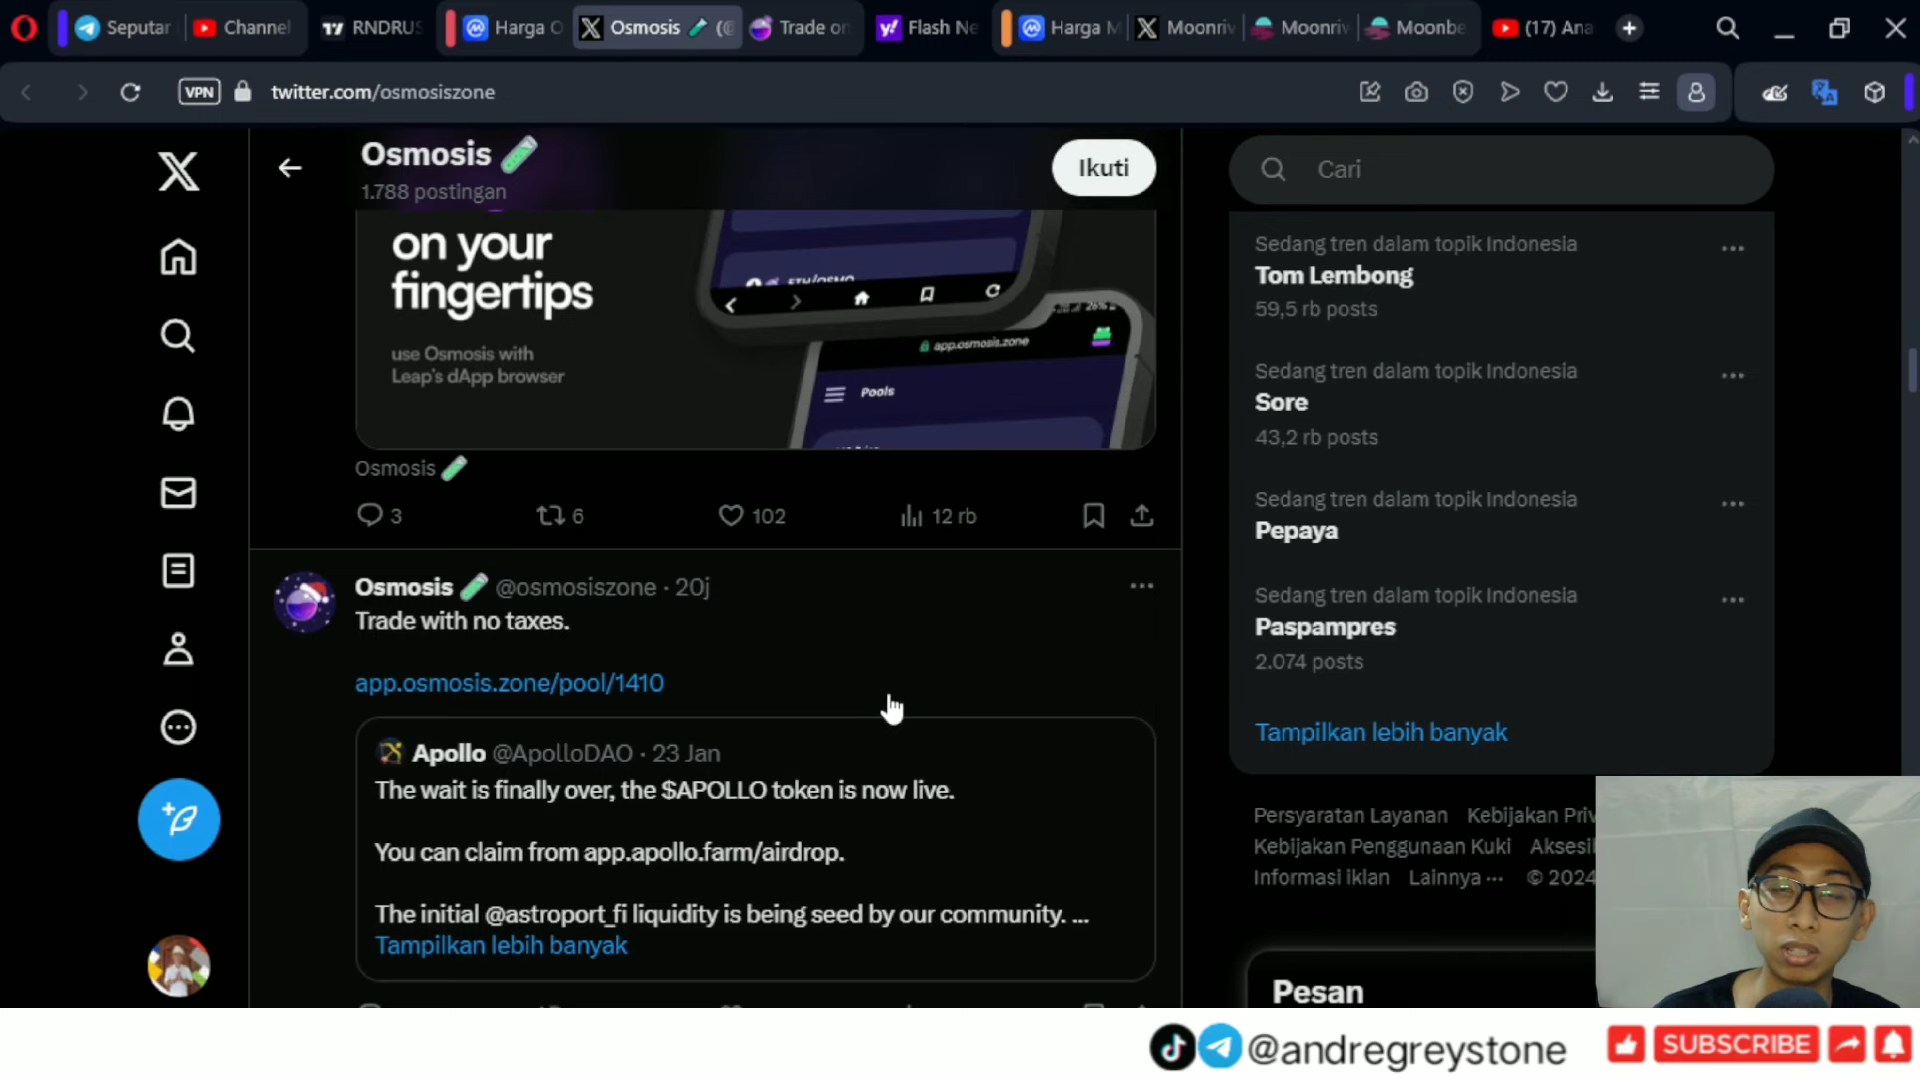 Seputar
Channel
RNDRUS
Harga O
Osmosis
Trade on
Flash Ne
Harga M
Moonriv
Moonriv
Moonbe
(17) Ana
VPN
twitter.com/osmosiszone
Osmosis
1.788 postingan
Ikuti
Cari
on your
fingertips
use Osmosis with
Leap's dApp browser
ETH/OSMO
app.osmosis.zone
Pools
Osmosis
3
6
102
12 rb
Osmosis @osmosiszone · 20j
Trade with no taxes.
app.osmosis.zone/pool/1410
Apollo @ApolloDAO · 23 Jan
The wait is finally over, the $APOLLO token is now live.
You can claim from app.apollo.farm/airdrop.
The initial @astroport_fi liquidity is being seed by our community. ...
Tampilkan lebih banyak
Sedang tren dalam topik Indonesia
Tom Lembong
59,5 rb posts
Sedang tren dalam topik Indonesia
Sore
43,2 rb posts
Sedang tren dalam topik Indonesia
Pepaya
Sedang tren dalam topik Indonesia
Paspampres
2.074 posts
Tampilkan lebih banyak
Persyaratan Layanan Kebijakan Priv
Kebijakan Penggunaan Kuki Aksesi
Informasi iklan Lainnya ··· © 2024
Pesan
@andregreystone
SUBSCRIBE